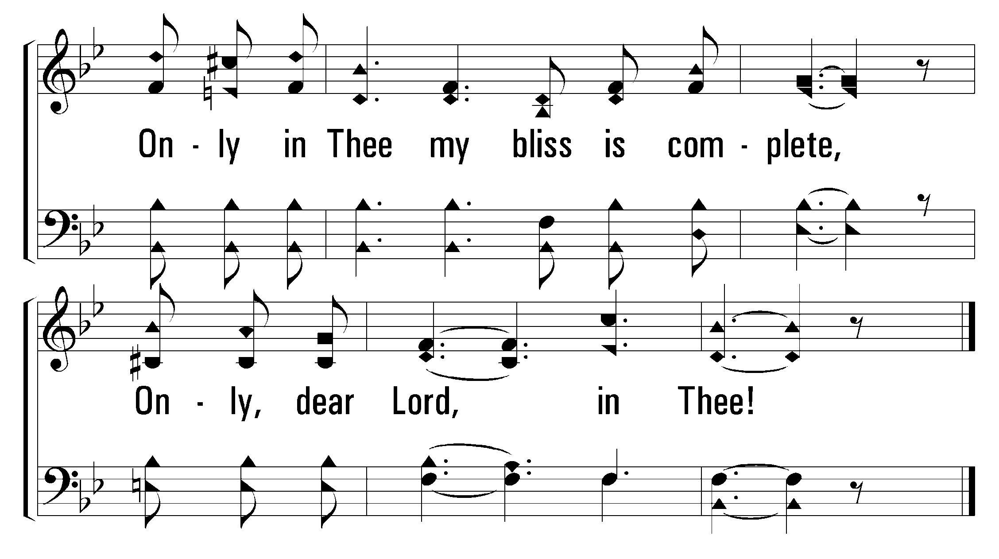 On - ly in Thee my bliss is com - plete,
On - ly, dear Lord, in Thee!